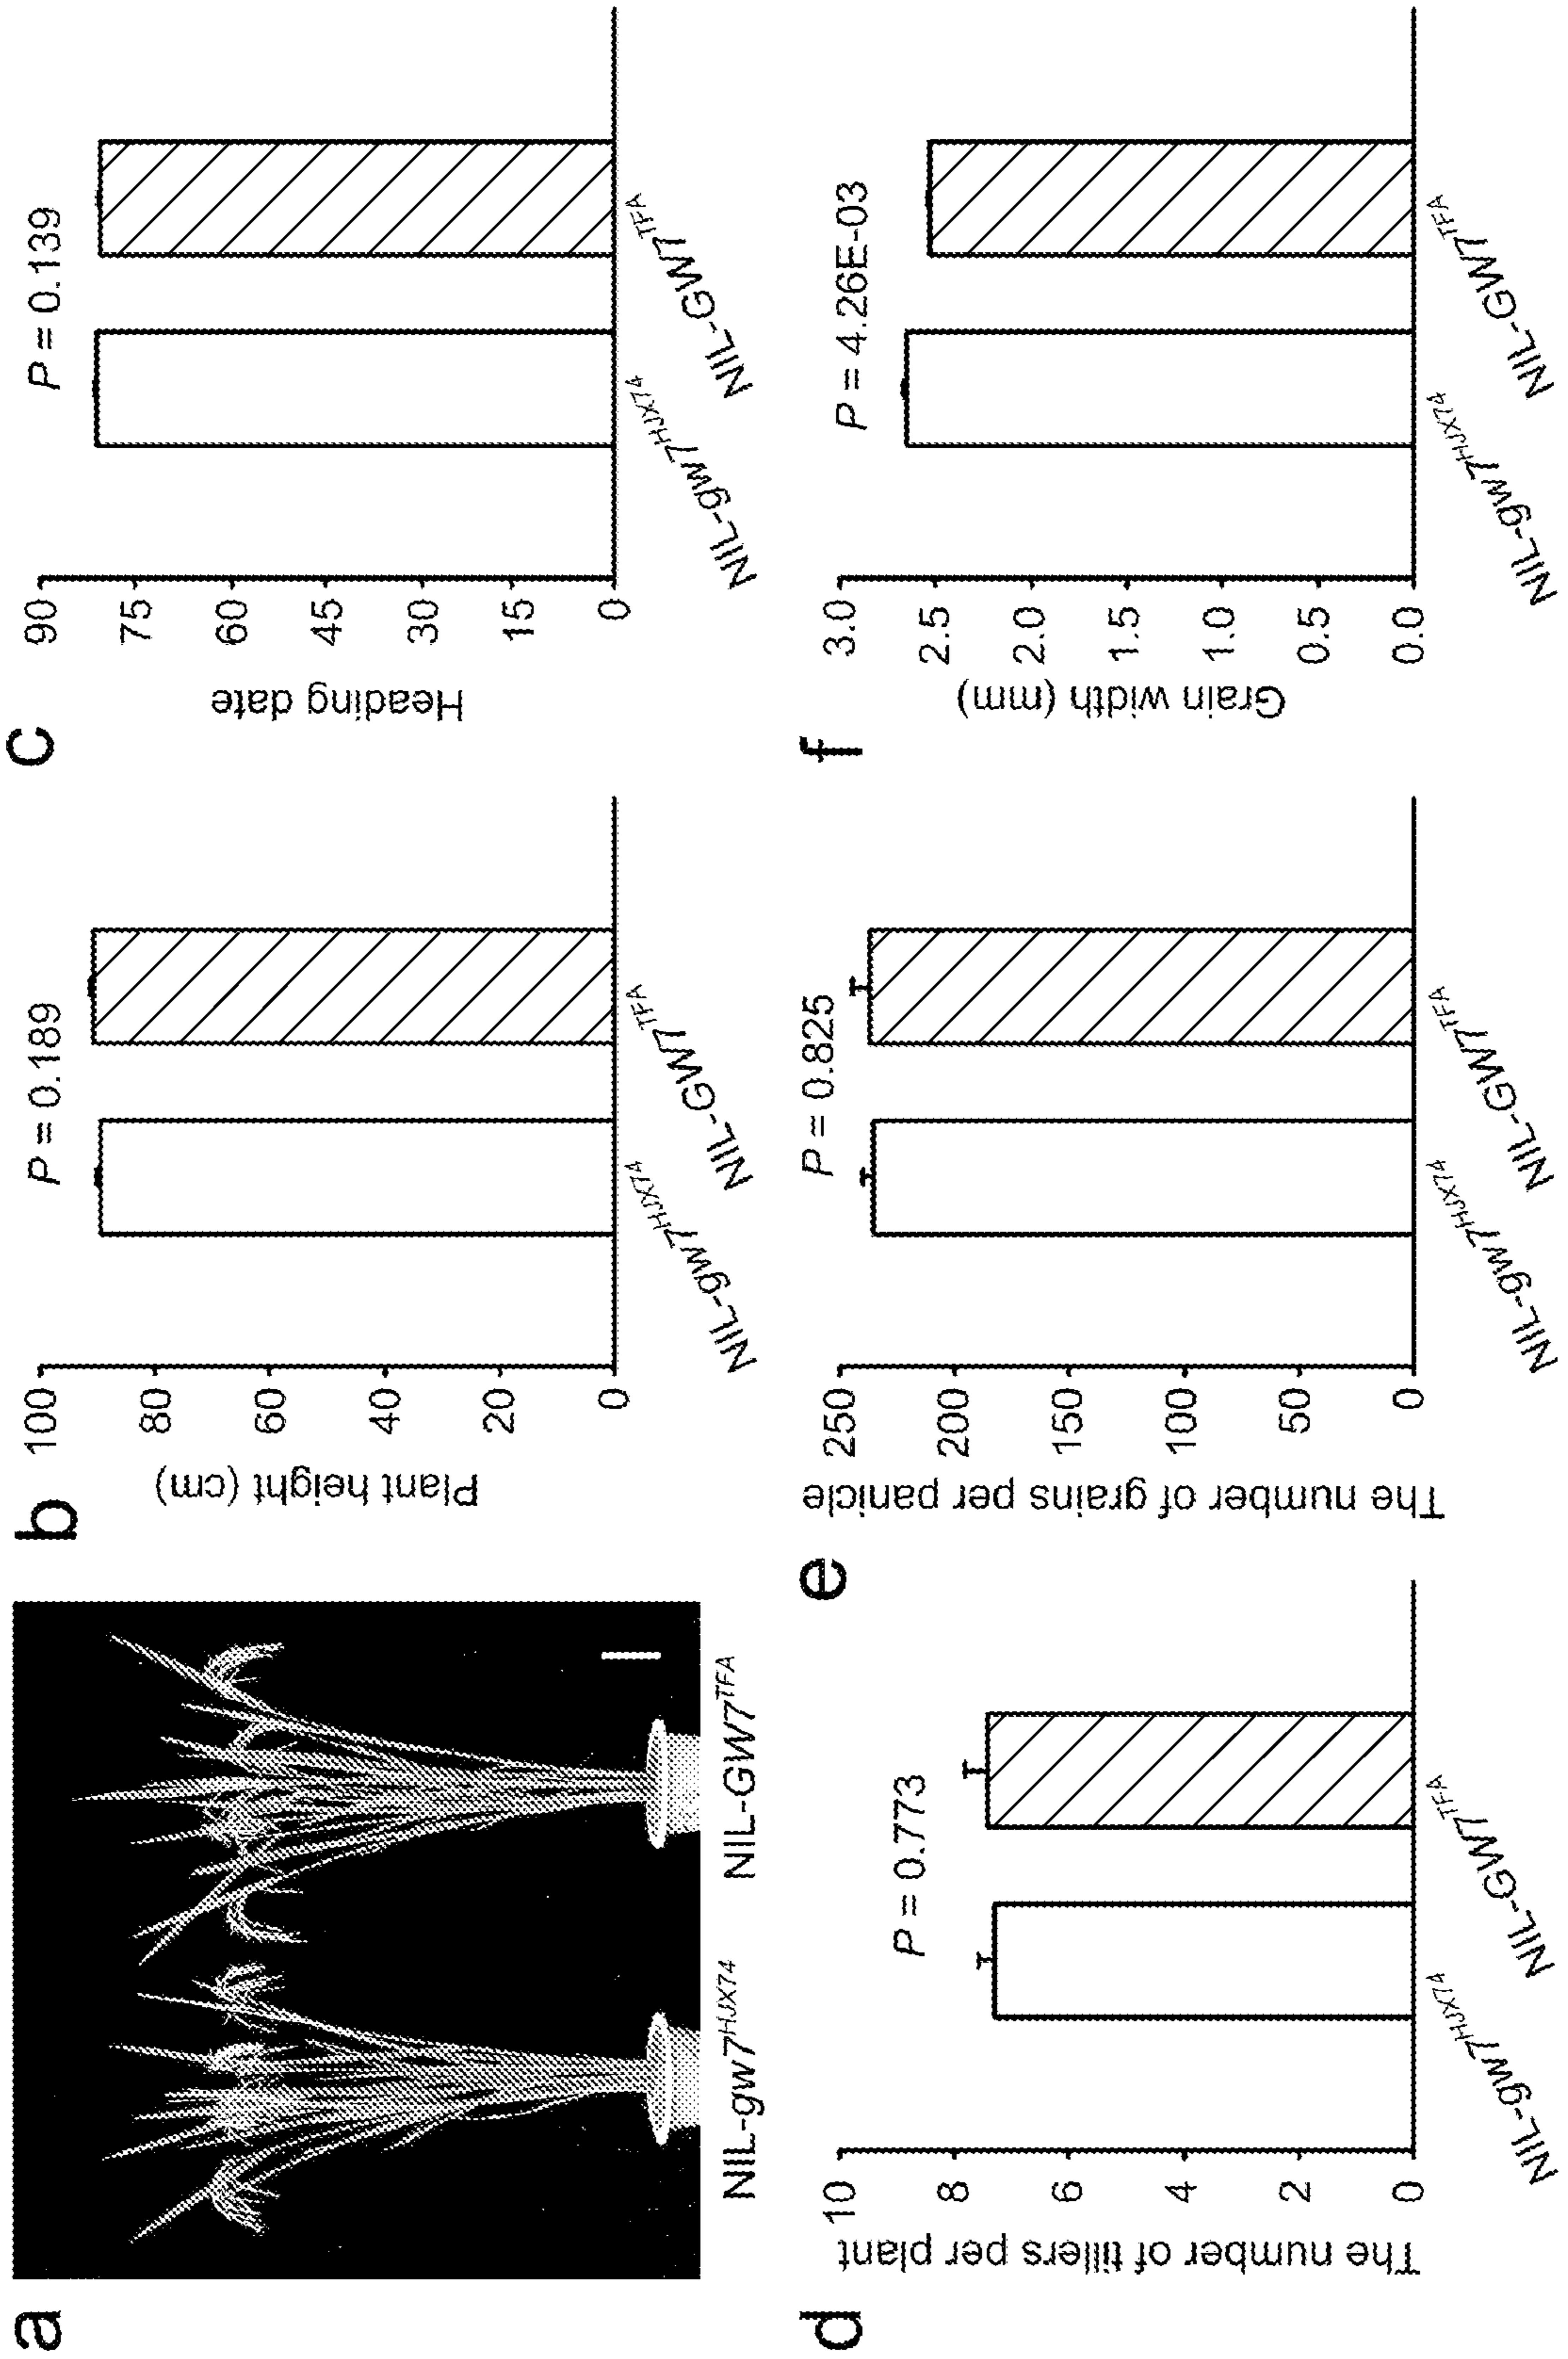 a
NIL-gw7HJX74 NIL-GW7TFA
b
Plant height (cm)
100
80
60
40
20
0
P = 0.189
NIL-gw7HJX74 NIL-GW7TFA
c
Heading date
90
75
60
45
30
15
0
P = 0.139
NIL-gw7HJX74 NIL-GW7TFA
d
The number of tillers per plant
10
8
6
4
2
0
P = 0.773
NIL-gw7HJX74 NIL-GW7TFA
e
The number of grains per panicle
250
200
150
100
50
0
P = 0.825
NIL-gw7HJX74 NIL-GW7TFA
f
Grain width (mm)
3.0
2.5
2.0
1.5
1.0
0.5
0.0
P = 4.26E-03
NIL-gw7HJX74 NIL-GW7TFA